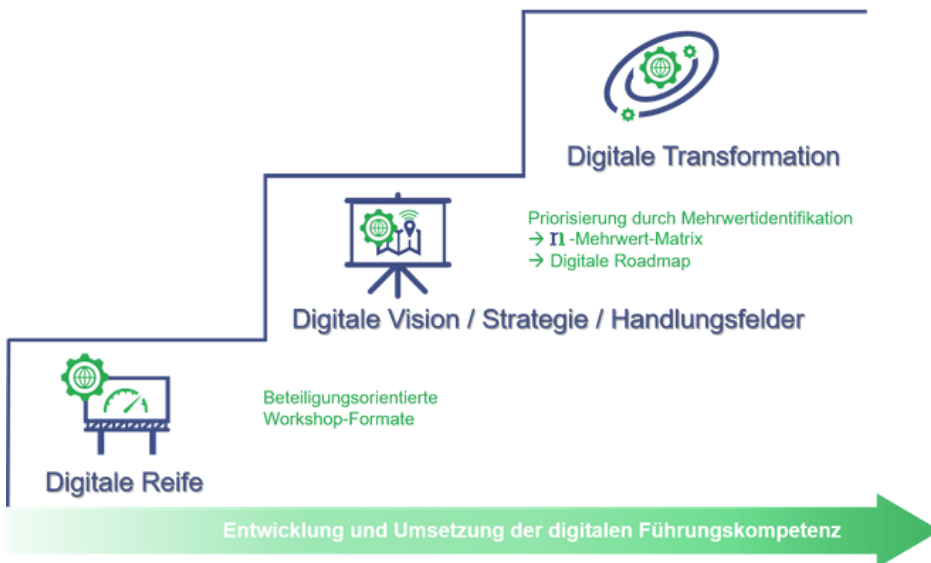 Digitale Transformation
Priorisierung durch Mehrwertidentifikation
→ n-Mehrwert-Matrix
→ Digitale Roadmap
Digitale Vision / Strategie / Handlungsfelder
Beteiligungsorientierte
Workshop-Formate
Digitale Reife
Entwicklung und Umsetzung der digitalen Führungskompetenz